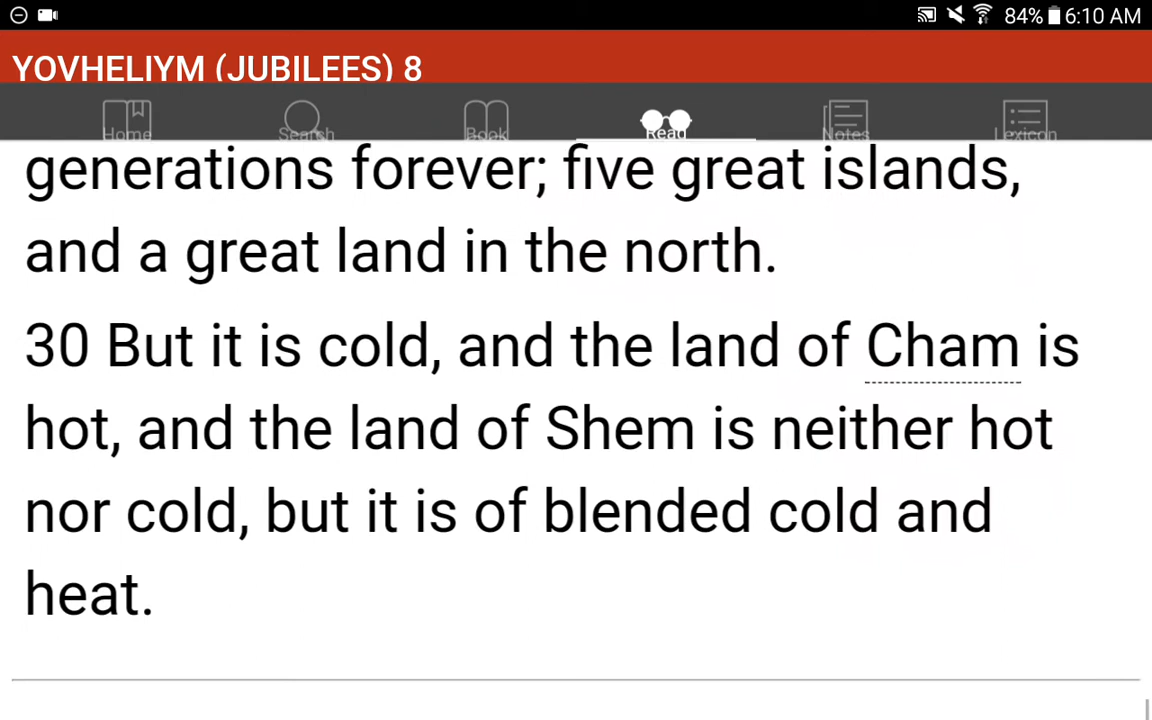 84% 6:10 AM
YOVHELIYM (JUBILEES) 8
Home Search Book Read Notes Lexicon
generations forever; five great islands,
and a great land in the north.
30 But it is cold, and the land of Cham is
hot, and the land of Shem is neither hot
nor cold, but it is of blended cold and
heat.